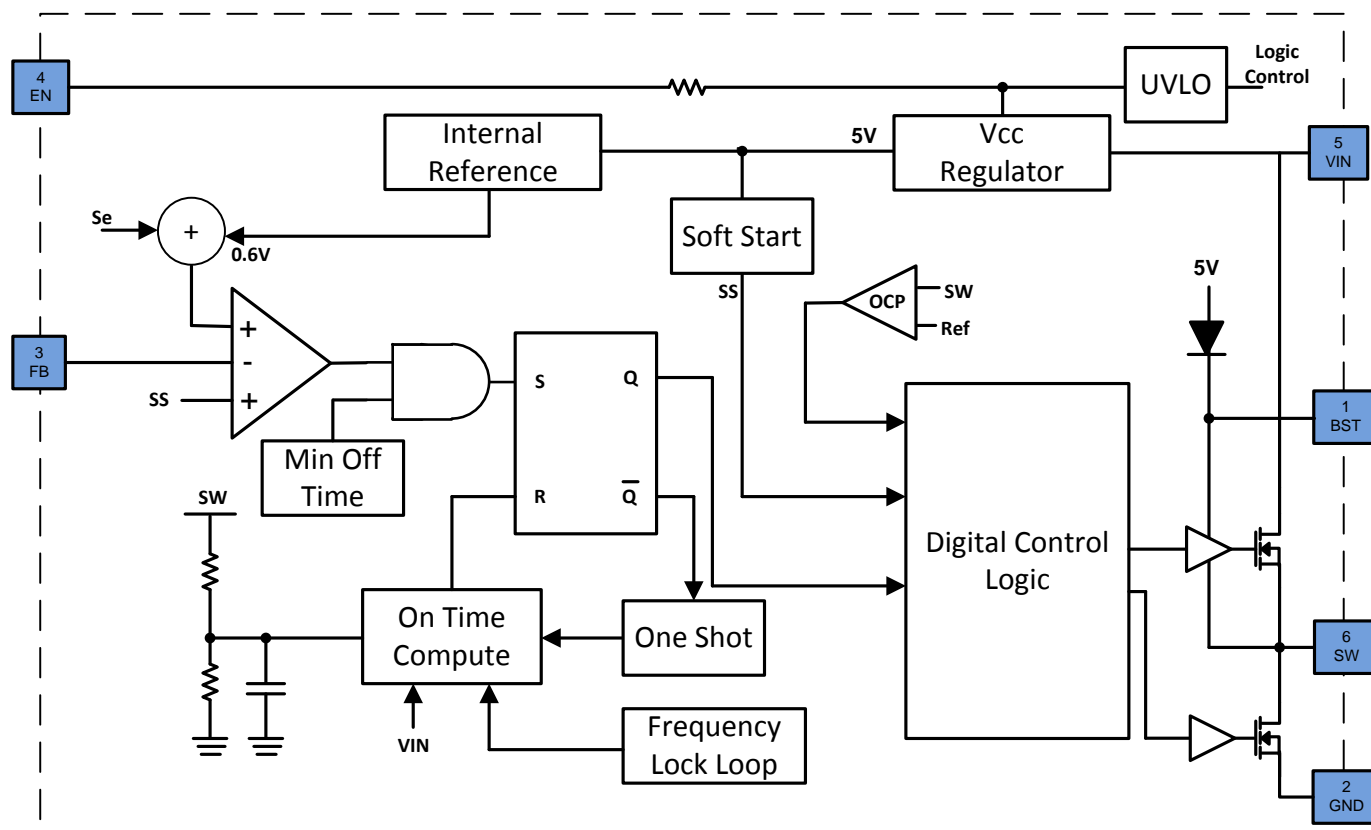 4
EN
UVLO
Logic
Control
Internal
Reference
5V
Vcc
Regulator
5
VIN
Se
+
0.6V
Soft Start
SS
OCP
SW
Ref
5V
3
FB
+
-
+
SS
S
Q
R
Q
Min Off
Time
1
BST
SW
Digital Control
Logic
On Time
Compute
One Shot
6
SW
VIN
Frequency
Lock Loop
2
GND